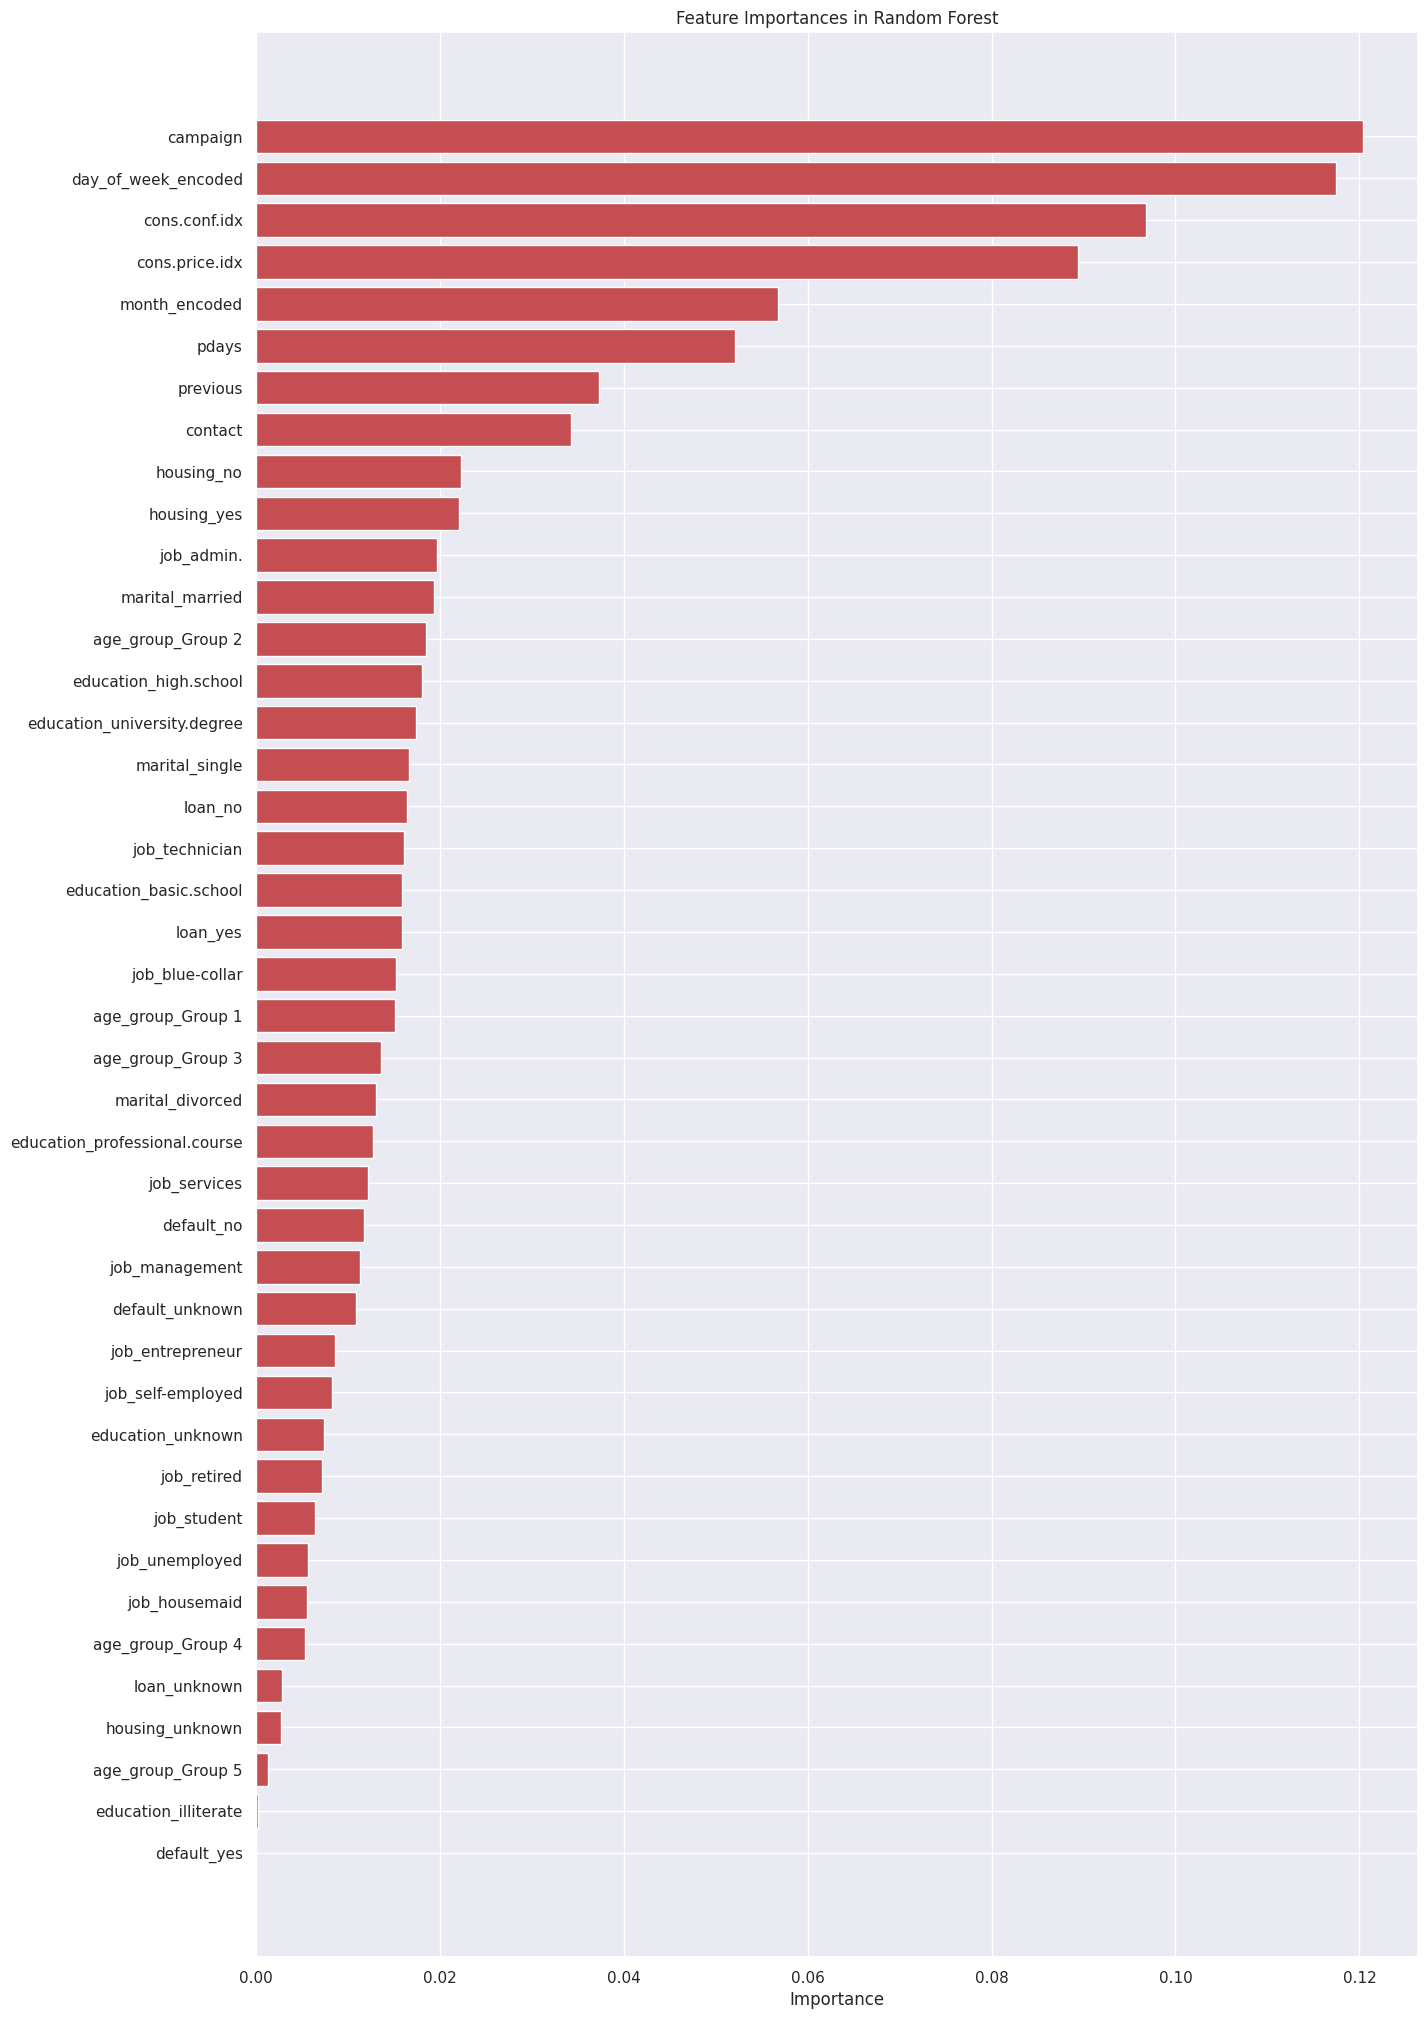 Feature Importances in Random Forest
campaign
day_of_week_encoded
cons.conf.idx
cons.price.idx
month_encoded
pdays
previous
contact
housing_no
housing_yes
job_admin.
marital_married
age_group_Group 2
education_high.school
education_university.degree
marital_single
loan_no
job_technician
education_basic.school
loan_yes
job_blue-collar
age_group_Group 1
age_group_Group 3
marital_divorced
education_professional.course
job_services
default_no
job_management
default_unknown
job_entrepreneur
job_self-employed
education_unknown
job_retired
job_student
job_unemployed
job_housemaid
age_group_Group 4
loan_unknown
housing_unknown
age_group_Group 5
education_illiterate
default_yes
0.00 0.02 0.04 0.06 0.08 0.10 0.12
Importance